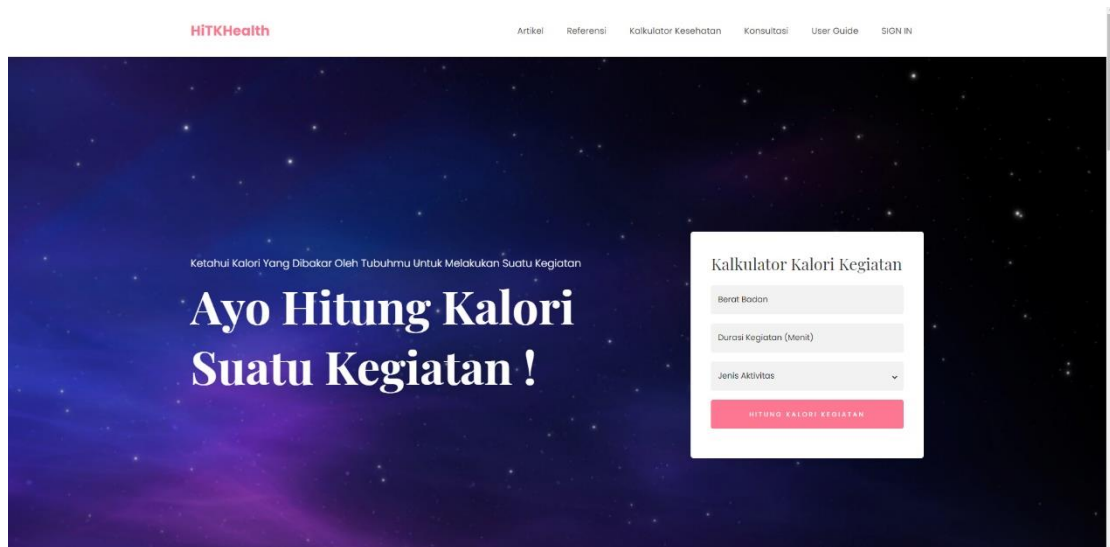 HiTKHealth
Artikel Referensi Kalkulator Kesehatan Konsultasi User Guide SIGN IN
Ketahui Kalori Yang Dibakar Oleh Tubuhmu Untuk Melakukan Suatu Kegiatan
Ayo Hitung Kalori
Suatu Kegiatan !
Kalkulator Kalori Kegiatan
Berat Badan
Durasi Kegiatan (Menit)
Jenis Aktivitas
HITUNG KALORI KEGIATAN